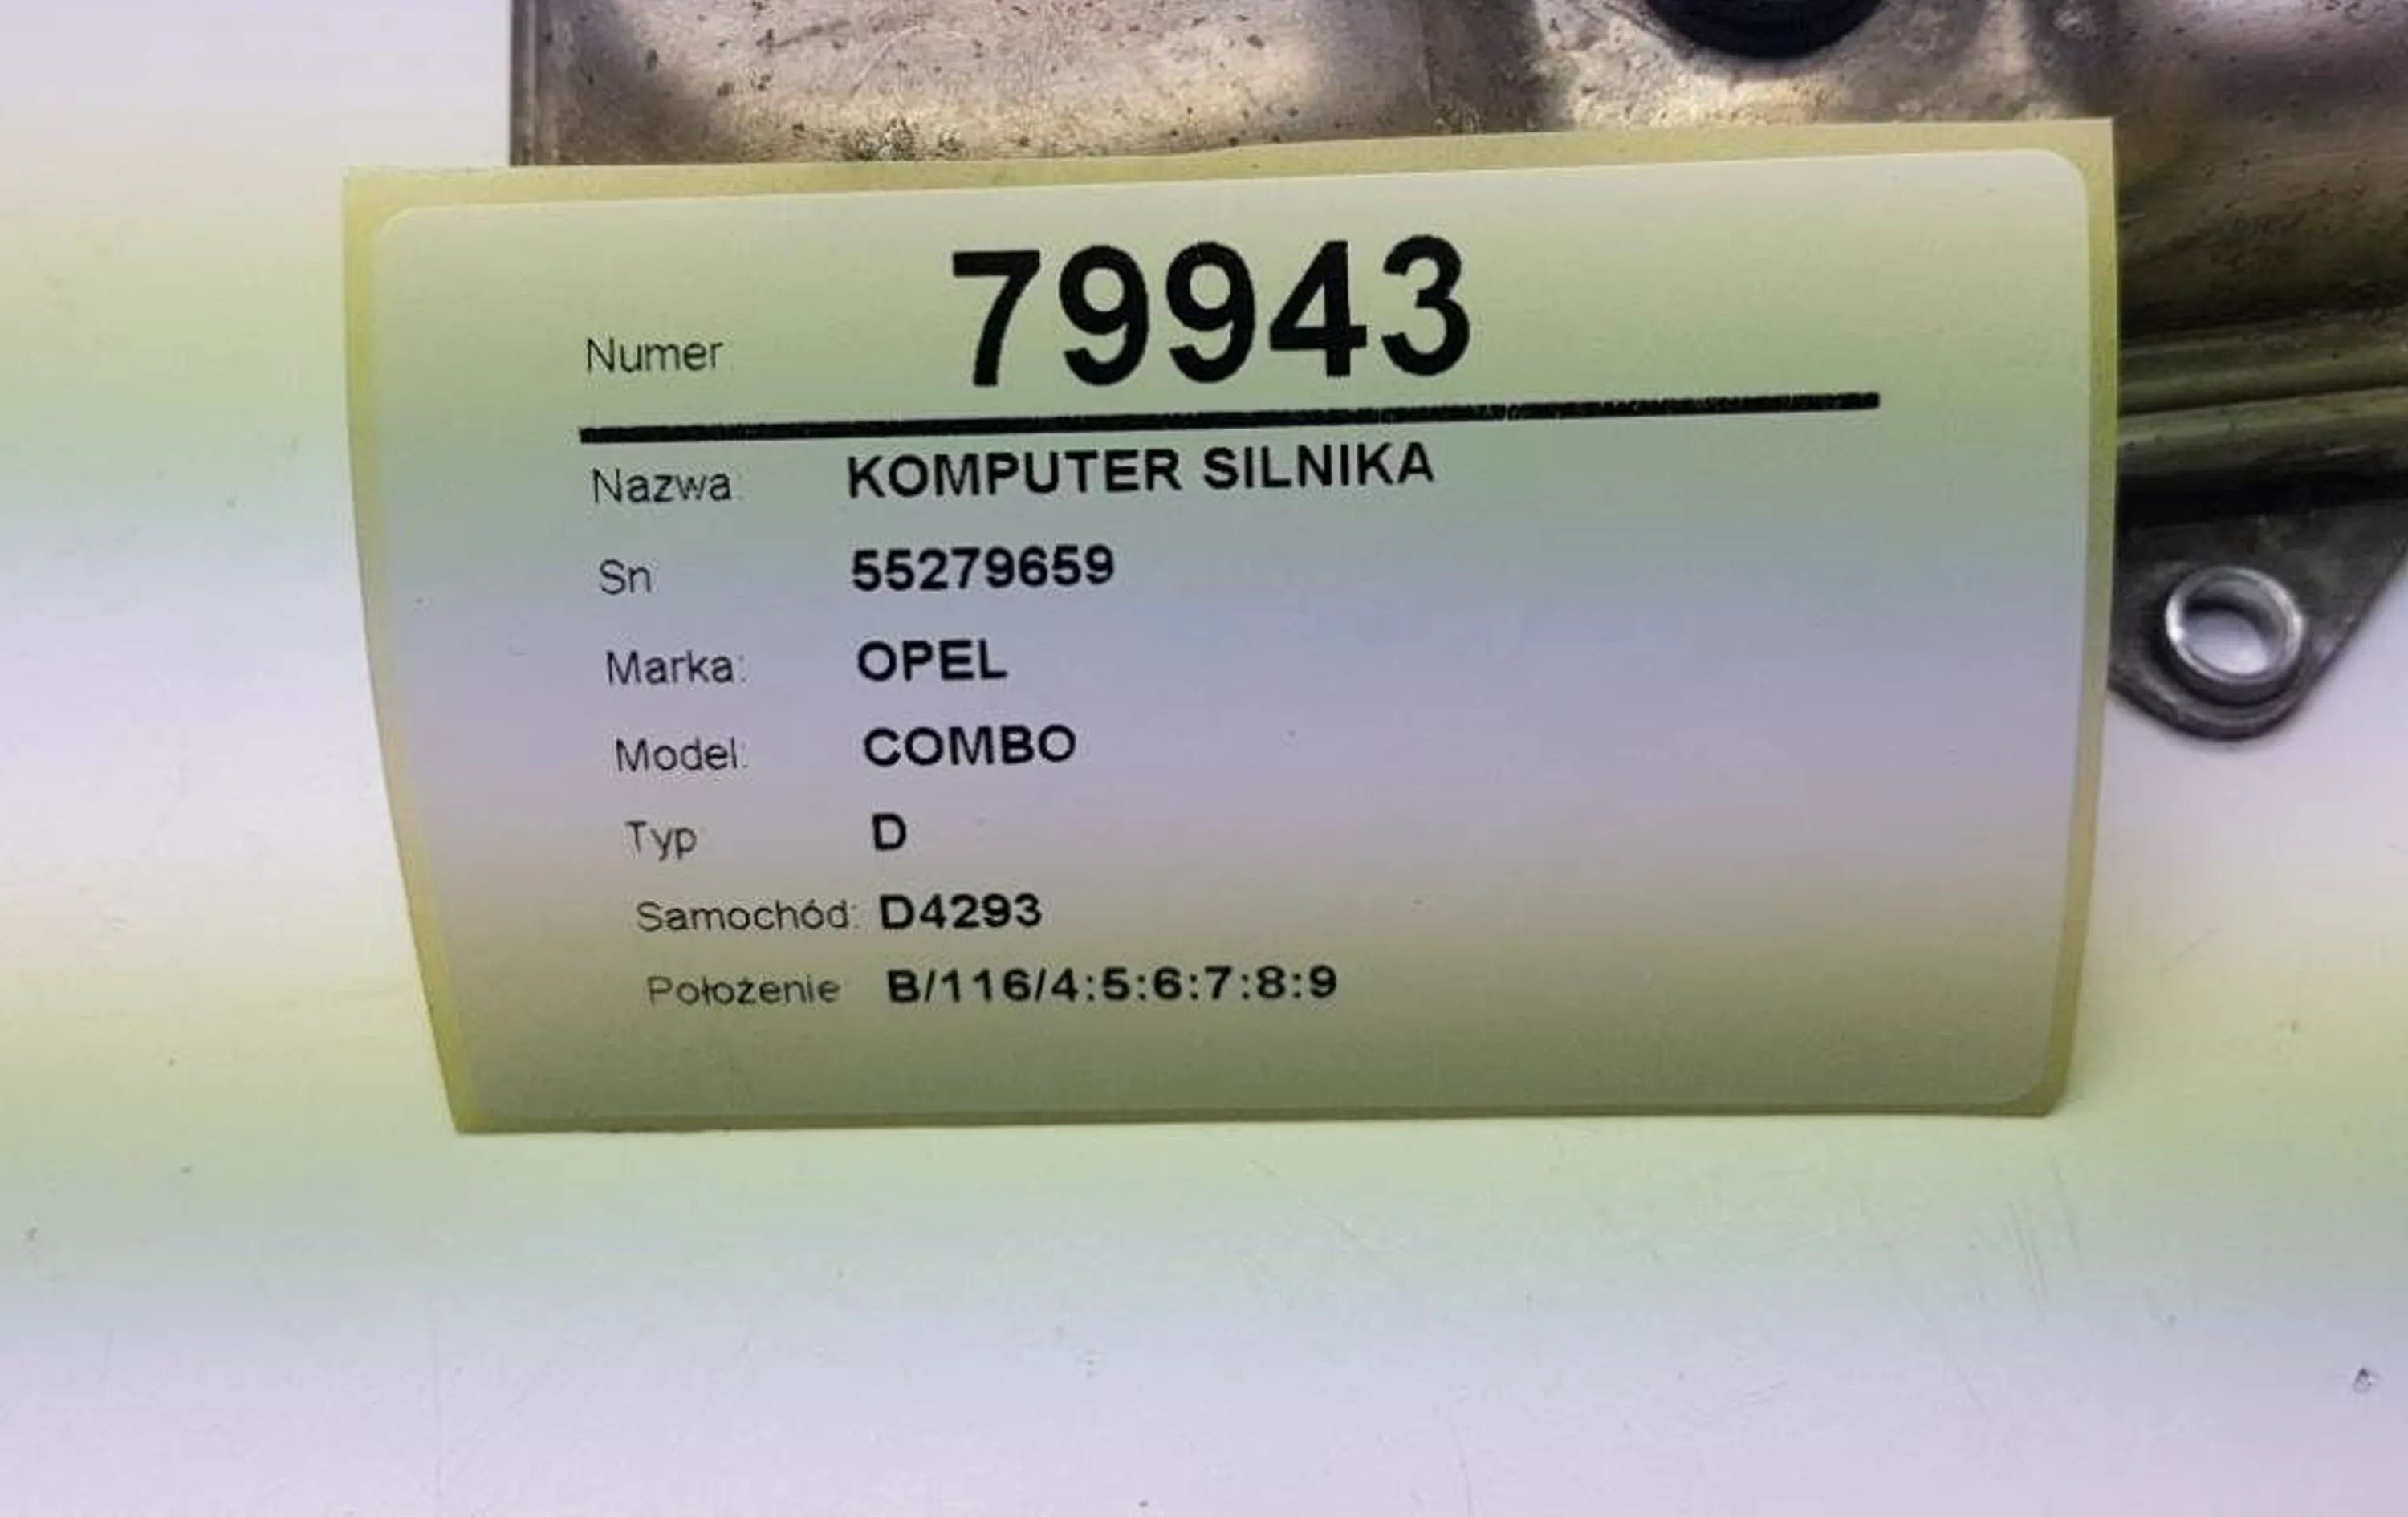 Numer 79943
Nazwa: KOMPUTER SILNIKA
Sn 55279659
Marka: OPEL
Model: COMBO
Typ D
Samochód: D4293
Położenie B/116/4:5:6:7:8:9